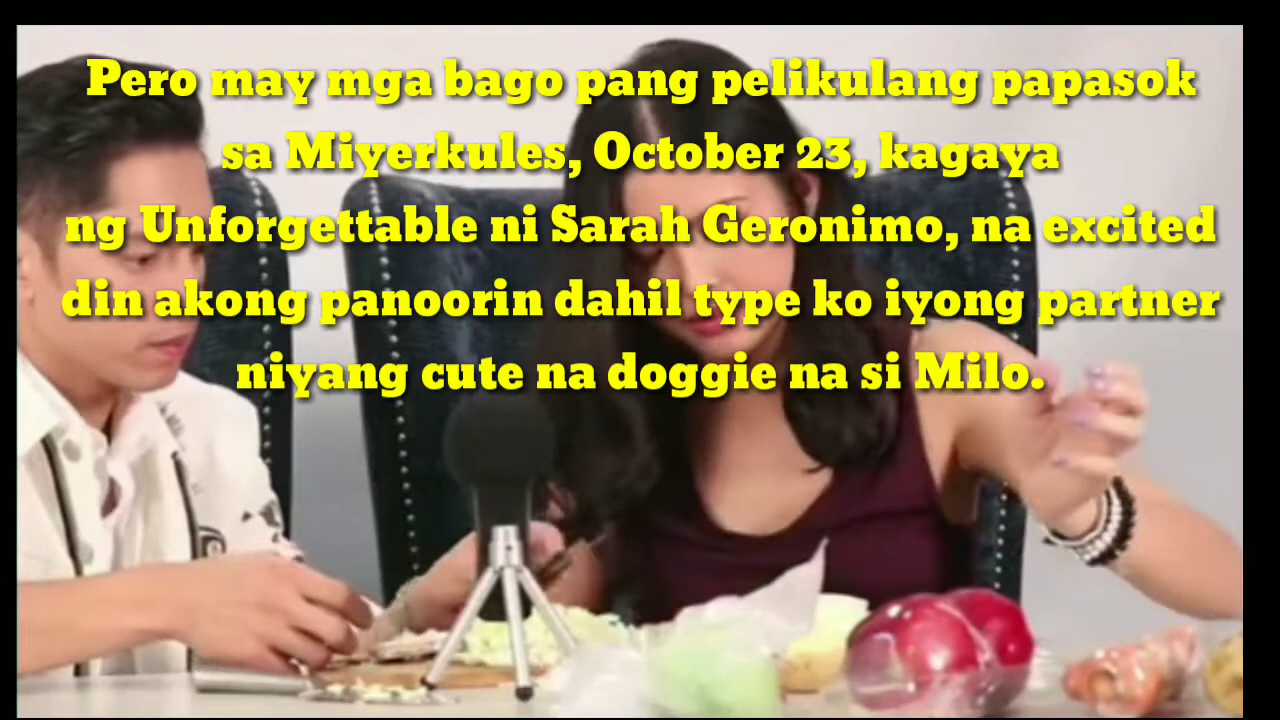 Pero may mga bago pang pelikulang papasok
sa Miyerkules, October 23, kagaya
ng Unforgettable ni Sarah Geronimo, na excited
din akong panoorin dahil type ko iyong partner
niyang cute na doggie na si Milo.